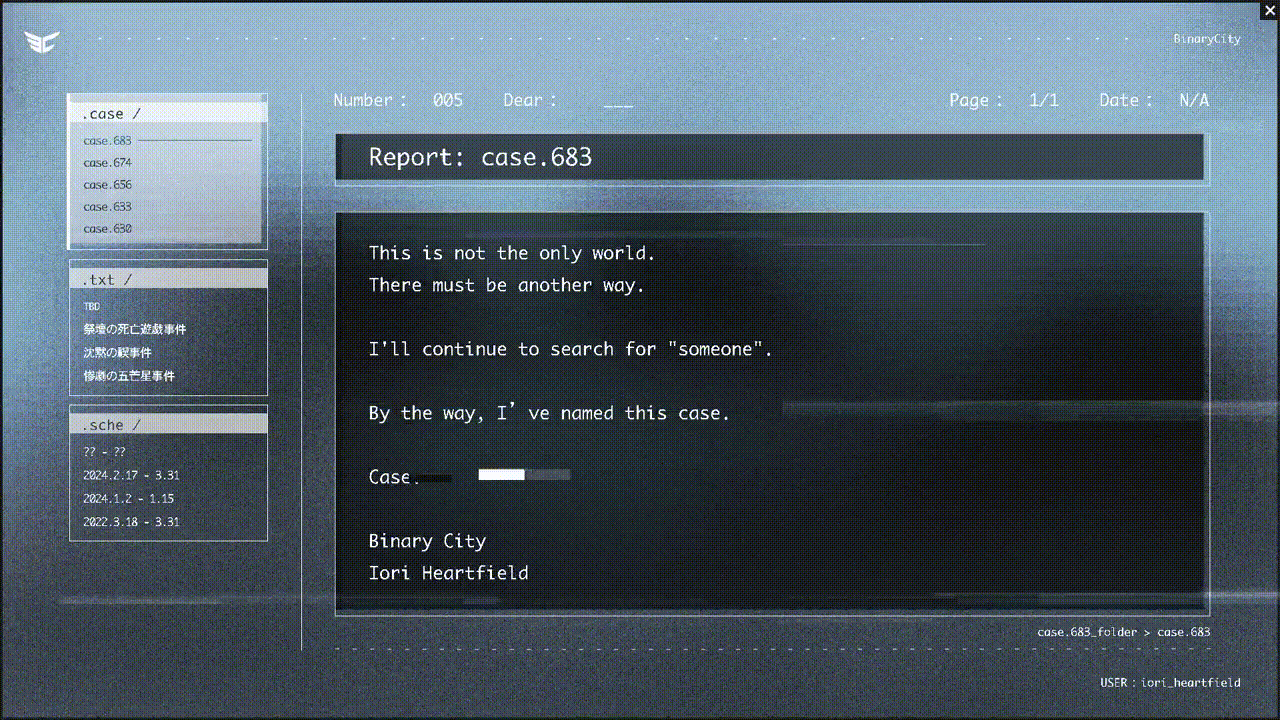 BinaryCity
Number : 005 Dear : ___ Page : 1/1 Date : N/A
.case /
case.683
case.674
case.656
case.633
case.630
.txt /
TBD
祭壇の死亡遊戯事件
沈黙の禊事件
惨劇の五芒星事件
.sche /
?? - ??
2024.2.17 - 3.31
2024.1.2 - 1.15
2022.3.18 - 3.31
Report: case.683
This is not the only world.
There must be another way.
I'll continue to search for "someone".
By the way, I’ve named this case.
Case.
Binary City
Iori Heartfield
case.683_folder > case.683
USER : iori_heartfield